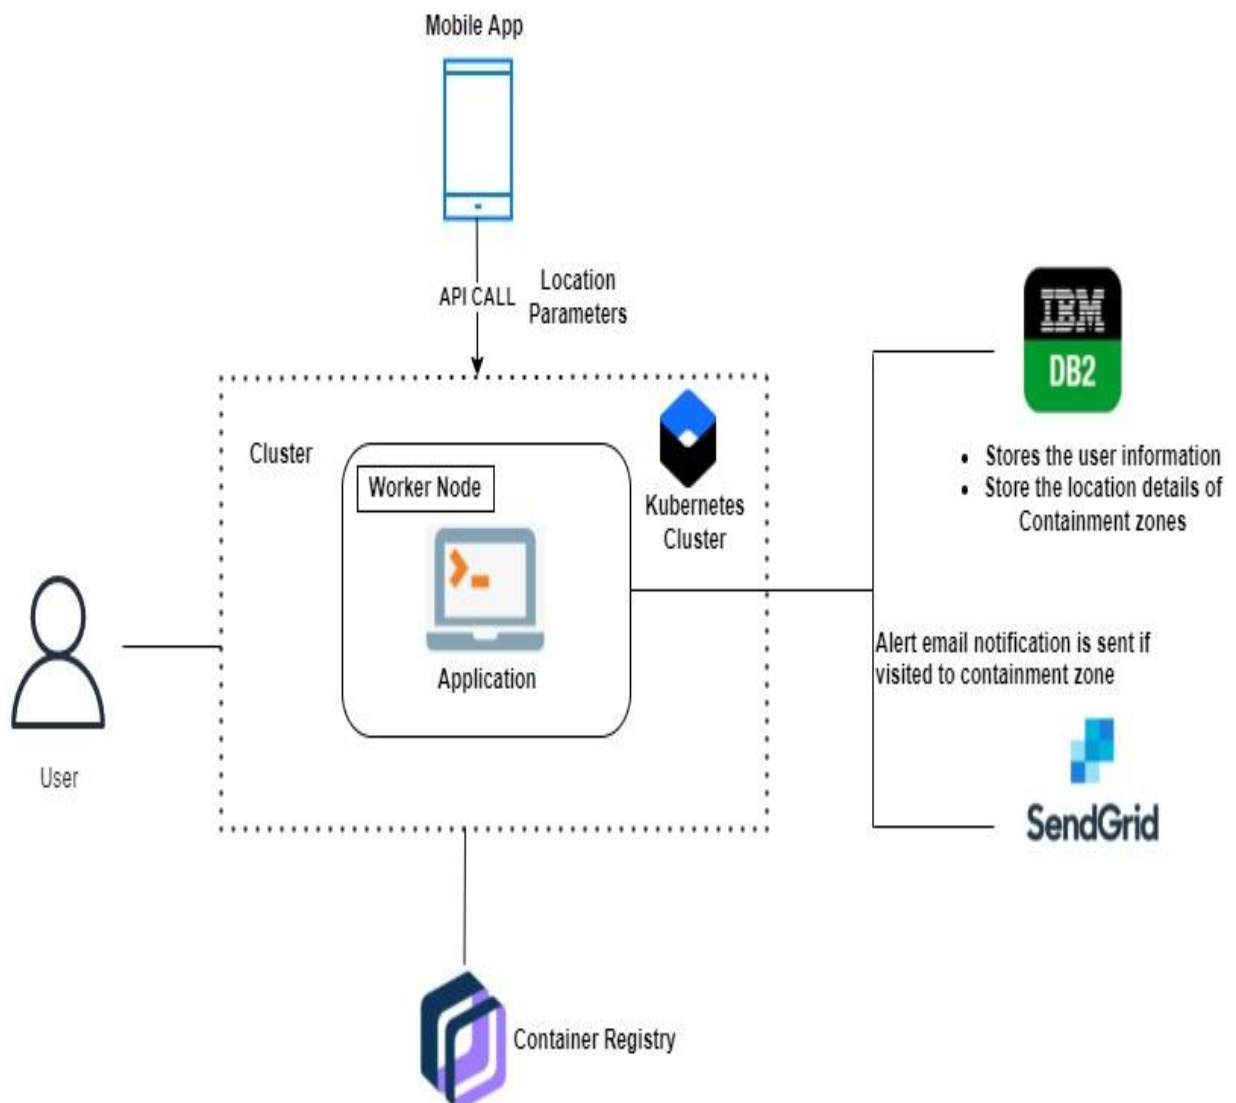 Mobile App
API CALL
Location
Parameters
IBM
DB2
Cluster
Worker Node
Kubernetes
Cluster
Application
• Stores the user information
• Store the location details of
Containment zones
User
Alert email notification is sent if
visited to containment zone
SendGrid
Container Registry